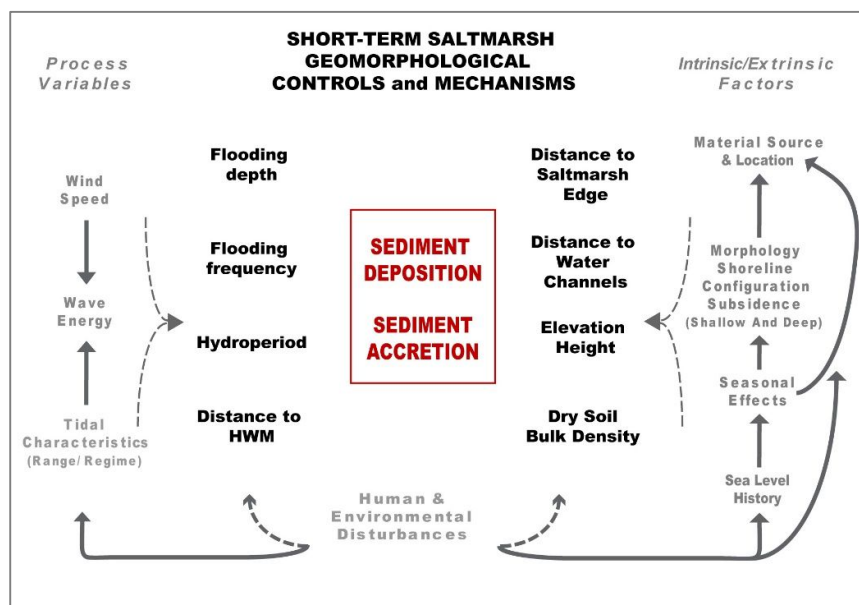 SHORT-TERM SALTMARSH
GEOMORPHOLOGICAL
CONTROLS and MECHANISMS
Process
Variables
Wind
Speed
Wave
Energy
Tidal
Characteristics
(Range/ Regime)
Flooding
depth
Flooding
frequency
Hydroperiod
Distance to
HWM
SEDIMENT
DEPOSITION
SEDIMENT
ACCRETION
Distance to
Saltmarsh
Edge
Distance to
Water
Channels
Elevation
Height
Dry Soil
Bulk Density
Intrinsic/Extrinsic
Factors
Material Source
& Location
Morphology
Shoreline
Configuration
Subsidence
(Shallow And Deep)
Seasonal
Effects
Sea Level
History
Human &
Environmental
Disturbances